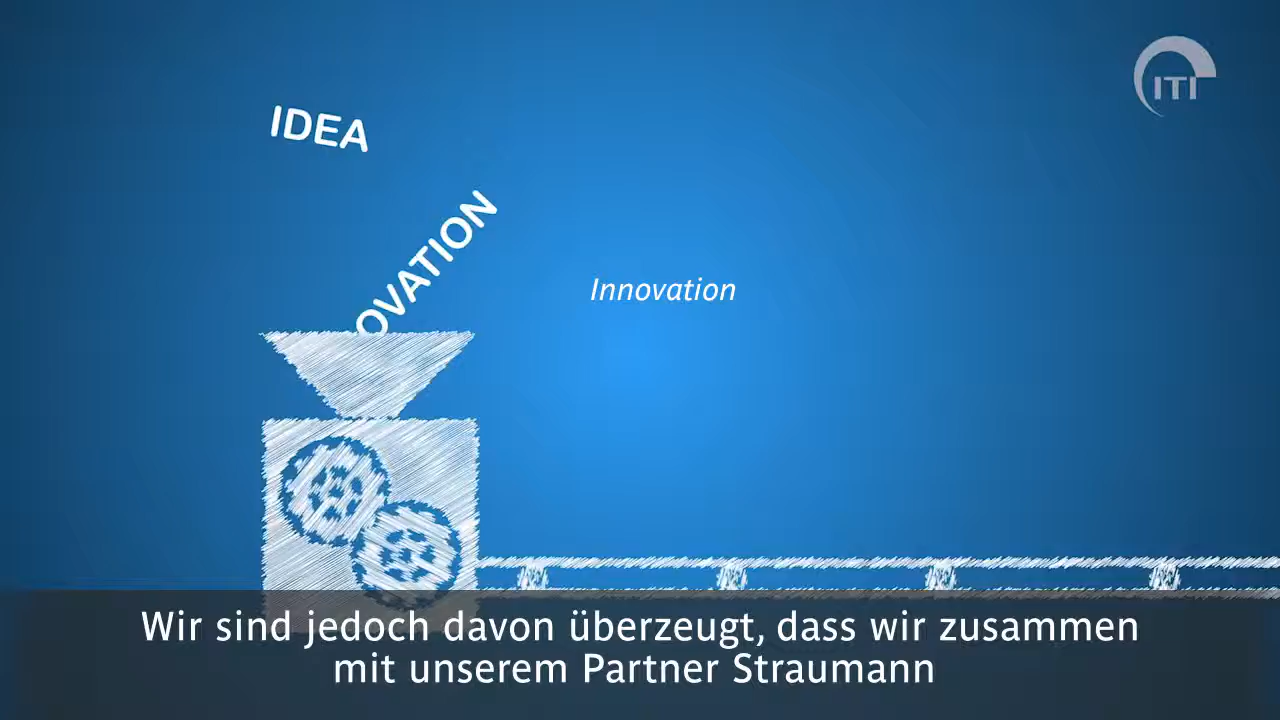 ITI
IDEA
OVATION
Innovation
Wir sind jedoch davon überzeugt, dass wir zusammen
mit unserem Partner Straumann